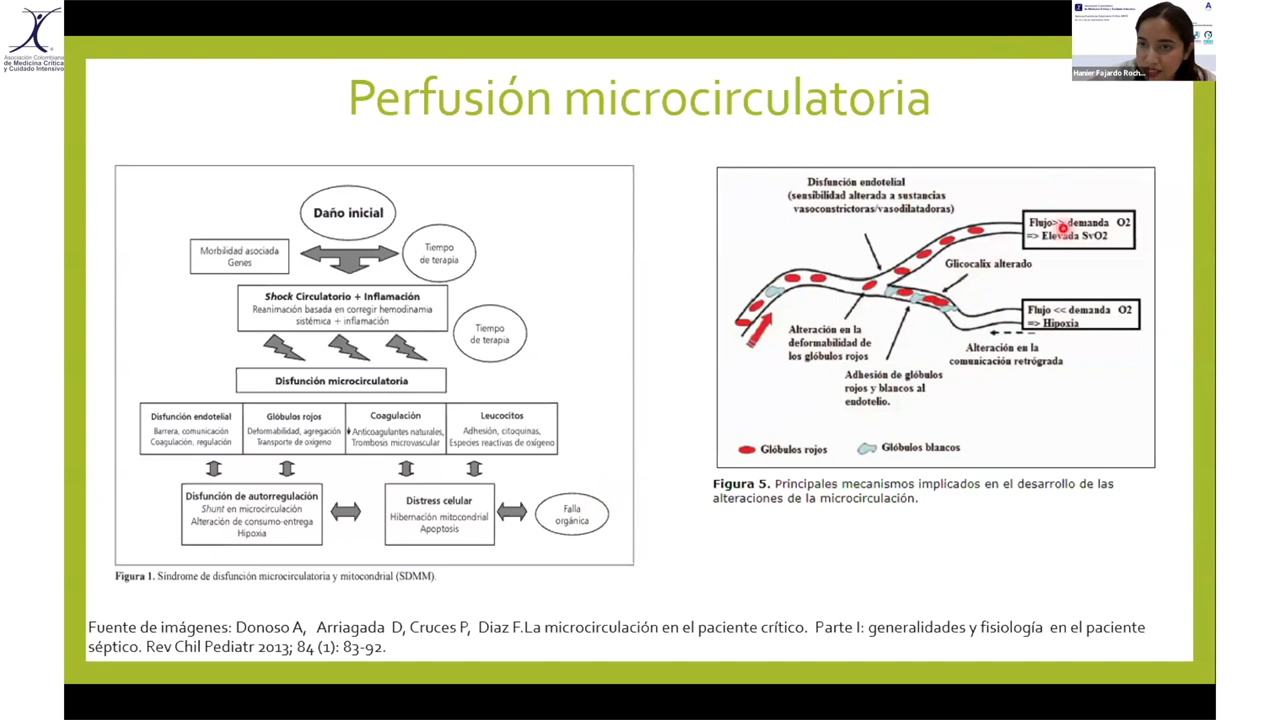 Asociación Colombiana
de Medicina Crítica
y Cuidado Intensivo
Hanier Fajardo Roch...
Perfusión microcirculatoria
Daño inicial
Morbilidad asociada
Genes
Tiempo
de terapia
Shock Circulatorio + Inflamación
Reanimación basada en corregir hemodinamia
sistémica + inflamación
Tiempo
de terapia
Disfunción microcirculatoria
Disfunción endotelial
Barrera, comunicación
Coagulación, regulación
Glóbulos rojos
Deformabilidad, agregación
Transporte de oxígeno
Coagulación
Anticoagulantes naturales,
Trombosis microvascular
Leucocitos
Adhesión, citoquinas,
Especies reactivas de oxígeno
Disfunción de autorregulación
Shunt en microcirculación
Alteración de consumo-entrega
Hipoxia
Distress celular
Hibernación mitocondrial
Apoptosis
Falla
orgánica
Figura 1. Síndrome de disfunción microcirculatoria y mitocondrial (SDMM).
Disfunción endotelial
(sensibilidad alterada a sustancias
vasoconstrictoras/vasodilatadoras)
Flujo>> demanda O2
=> Elevada SvO2
Glicocalix alterado
Flujo << demanda O2
=> Hipoxia
Alteración en la
deformabilidad de
los glóbulos rojos
Alteración en la
comunicación retrógrada
Adhesión de glóbulos
rojos y blancos al
endotelio.
Glóbulos rojos
Glóbulos blancos
Figura 5. Principales mecanismos implicados en el desarrollo de las
alteraciones de la microcirculación.
Fuente de imágenes: Donoso A, Arriagada D, Cruces P, Diaz F.La microcirculación en el paciente crítico. Parte I: generalidades y fisiología en el paciente
séptico. Rev Chil Pediatr 2013; 84 (1): 83-92.